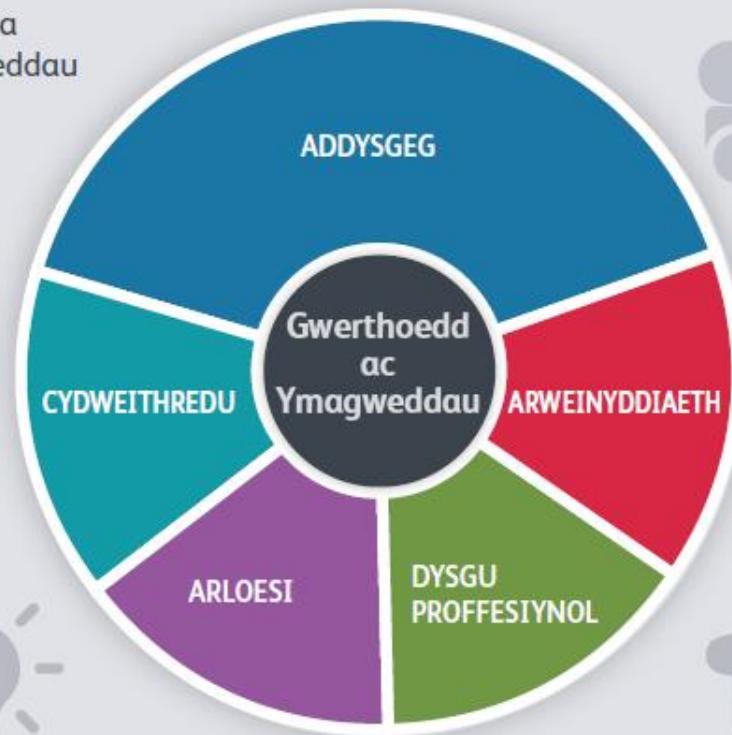 a
eddau
ADDYSGEG
Gwerthoedd
ac
Ymagweddau
CYDWEITHREDU
ARWEINYDDIAETH
ARLOESI
DYSGU
PROFFESIYNOL